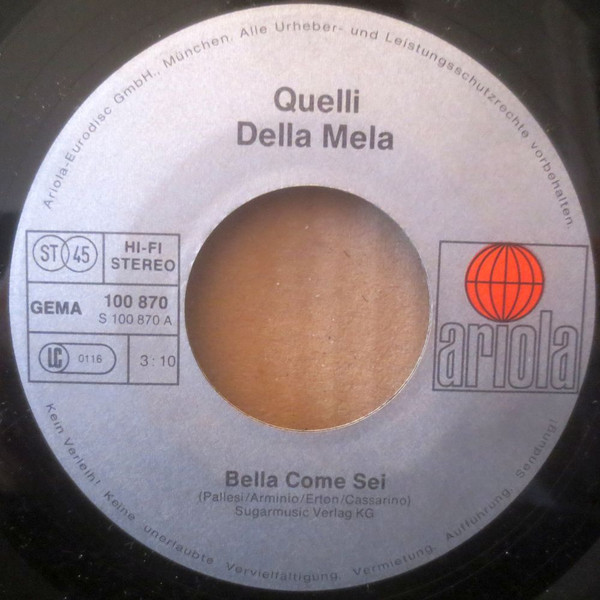 Ariola-Eurodisc GmbH., München. Alle Urheber- und Leistungsschutzrechte vorbehalten.
Quelli
Della Mela
ST 45
HI-FI
STEREO
GEMA
100 870
S 100 870 A
LC 0116
3:10
ariola
Bella Come Sei
(Pallesi/Arminio/Erton/Cassarino)
Sugarmusic Verlag KG
Kein Verleih! Keine unerlaubte Vervielfältigung, Vermietung, Aufführung, Sendung!